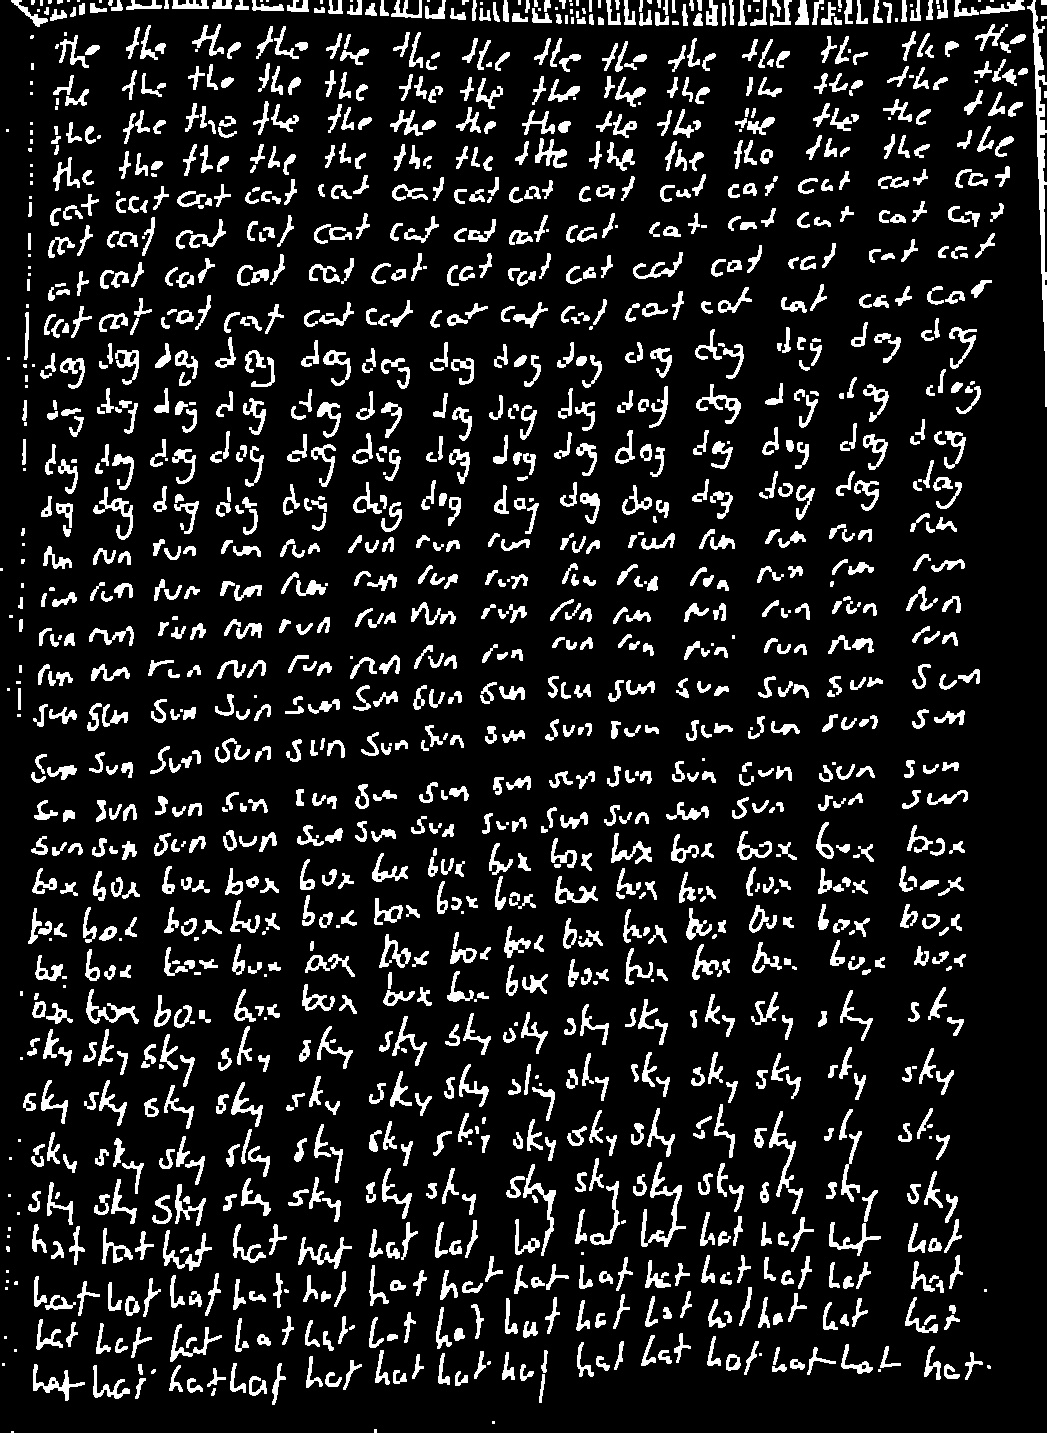 the the the the the the the the the the the the the the
the the the the the the the the the the the the the the
the the the the the the the the the the the the the the
the the the the the the the the the the the the the the
cat cat cat cat cat cat cat cat cat cat cat cat cat cat
cat cat cat cat cat cat cat cat cat cat cat cat cat cat
cat cat cat cat cat cat cat cat cat cat cat cat cat cat
cat cat cat cat cat cat cat cat cat cat cat cat cat cat
dog dog dog dog dog dog dog dog dog dog dog dog dog dog
dog dog dog dog dog dog dog dog dog dog dog dog dog dog
dog dog dog dog dog dog dog dog dog dog dog dog dog dog
dog dog dog dog dog dog dog dog dog dog dog dog dog dog
run run run run run run run run run run run run run run
run run run run run run run run run run run run run run
run run run run run run run run run run run run run run
run run run run run run run run run run run run run run
sun sun sun sun sun sun sun sun sun sun sun sun sun sun
sun sun sun sun sun sun sun sun sun sun sun sun sun sun
sun sun sun sun sun sun sun sun sun sun sun sun sun sun
sun sun sun sun sun sun sun sun sun sun sun sun sun sun
box box box box box box box box box box box box box box
box box box box box box box box box box box box box box
box box box box box box box box box box box box box box
box box box box box box box box box box box box box box
sky sky sky sky sky sky sky sky sky sky sky sky sky sky
sky sky sky sky sky sky sky sky sky sky sky sky sky sky
sky sky sky sky sky sky sky sky sky sky sky sky sky sky
sky sky sky sky sky sky sky sky sky sky sky sky sky sky
hat hat hat hat hat hat hat hat hat hat hat hat hat hat
hat hat hat hat hat hat hat hat hat hat hat hat hat hat
hat hat hat hat hat hat hat hat hat hat hat hat hat hat
hat hat hat hat hat hat hat hat hat hat hat hat hat hat